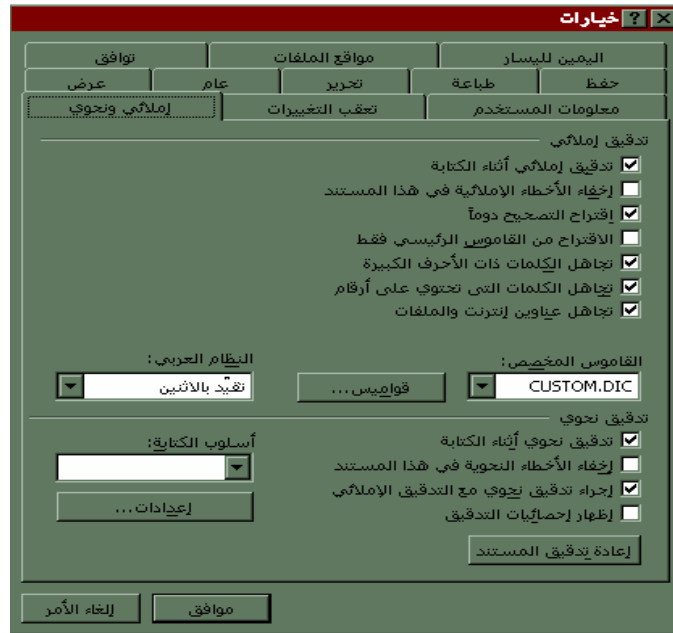 خيارات
اليمين لليسار مواقع الملفات توافق
حفظ طباعة تحرير عام عرض
معلومات المستخدم تعقب التغييرات إملائي ونحوي
تدقيق إملائي
تدقيق إملائي أثناء الكتابة
إخفاء الأخطاء الإملائية في هذا المستند
إقتراح التصحيح دوماً
الاقتراح من القاموس الرئيسي فقط
تجاهل الكلمات ذات الأحرف الكبيرة
تجاهل الكلمات التى تحتوي على أرقام
تجاهل عناوين إنترنت والملفات
القاموس المخصص: النظام العربي:
CUSTOM.DIC قواميس... تقيّد بالاثنين
تدقيق نحوي
تدقيق نحوي أثناء الكتابة أسلوب الكتابة:
إخفاء الأخطاء النحوية في هذا المستند
إجراء تدقيق نحوي مع التدقيق الإملائي
إظهار إحصائيات التدقيق إعدادات...
إعادة تدقيق المستند
موافق إلغاء الأمر